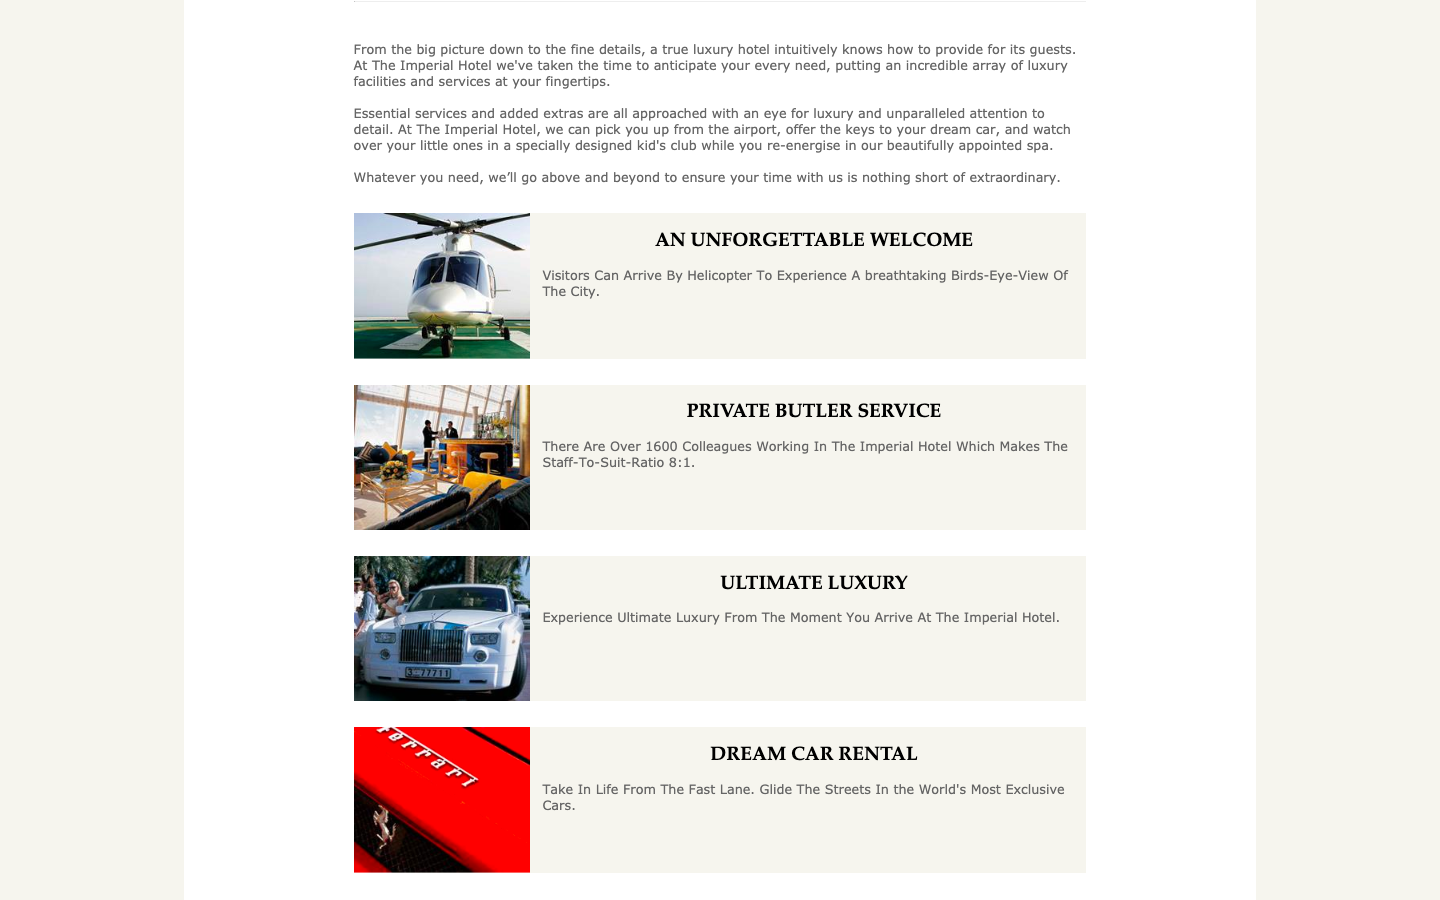 From the big picture down to the fine details, a true luxury hotel intuitively knows how to provide for its guests.
At The Imperial Hotel we've taken the time to anticipate your every need, putting an incredible array of luxury
facilities and services at your fingertips.
Essential services and added extras are all approached with an eye for luxury and unparalleled attention to
detail. At The Imperial Hotel, we can pick you up from the airport, offer the keys to your dream car, and watch
over your little ones in a specially designed kid's club while you re-energise in our beautifully appointed spa.
Whatever you need, we’ll go above and beyond to ensure your time with us is nothing short of extraordinary.
AN UNFORGETTABLE WELCOME
Visitors Can Arrive By Helicopter To Experience A breathtaking Birds-Eye-View Of
The City.
PRIVATE BUTLER SERVICE
There Are Over 1600 Colleagues Working In The Imperial Hotel Which Makes The
Staff-To-Suit-Ratio 8:1.
ULTIMATE LUXURY
Experience Ultimate Luxury From The Moment You Arrive At The Imperial Hotel.
77711
ferrari
DREAM CAR RENTAL
Take In Life From The Fast Lane. Glide The Streets In the World's Most Exclusive
Cars.